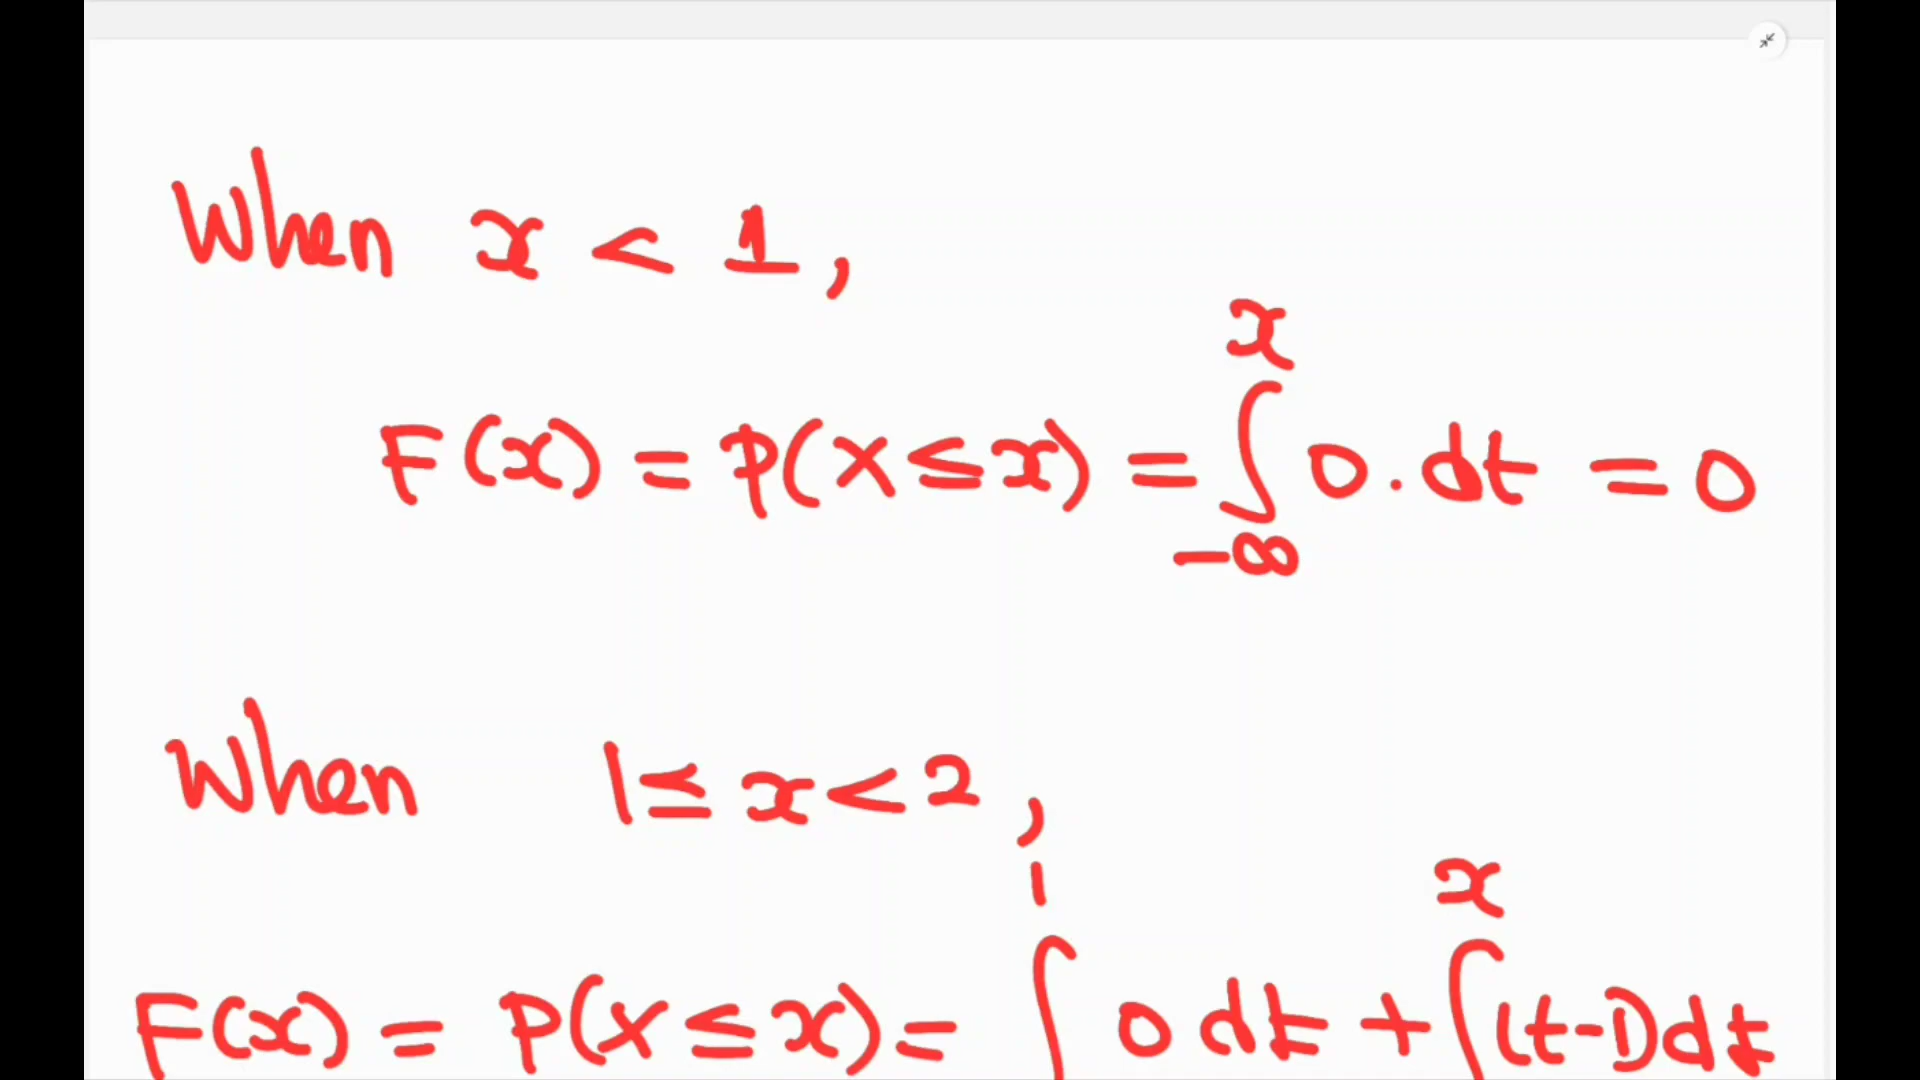 When x < 1,
F(x) = P(X ≤ x) = ∫_{-∞}^{x} 0 . dt = 0
When 1 ≤ x < 2,
F(x) = P(X ≤ x) = ∫^{1} 0 dt + ∫^{x} (t-1) dt